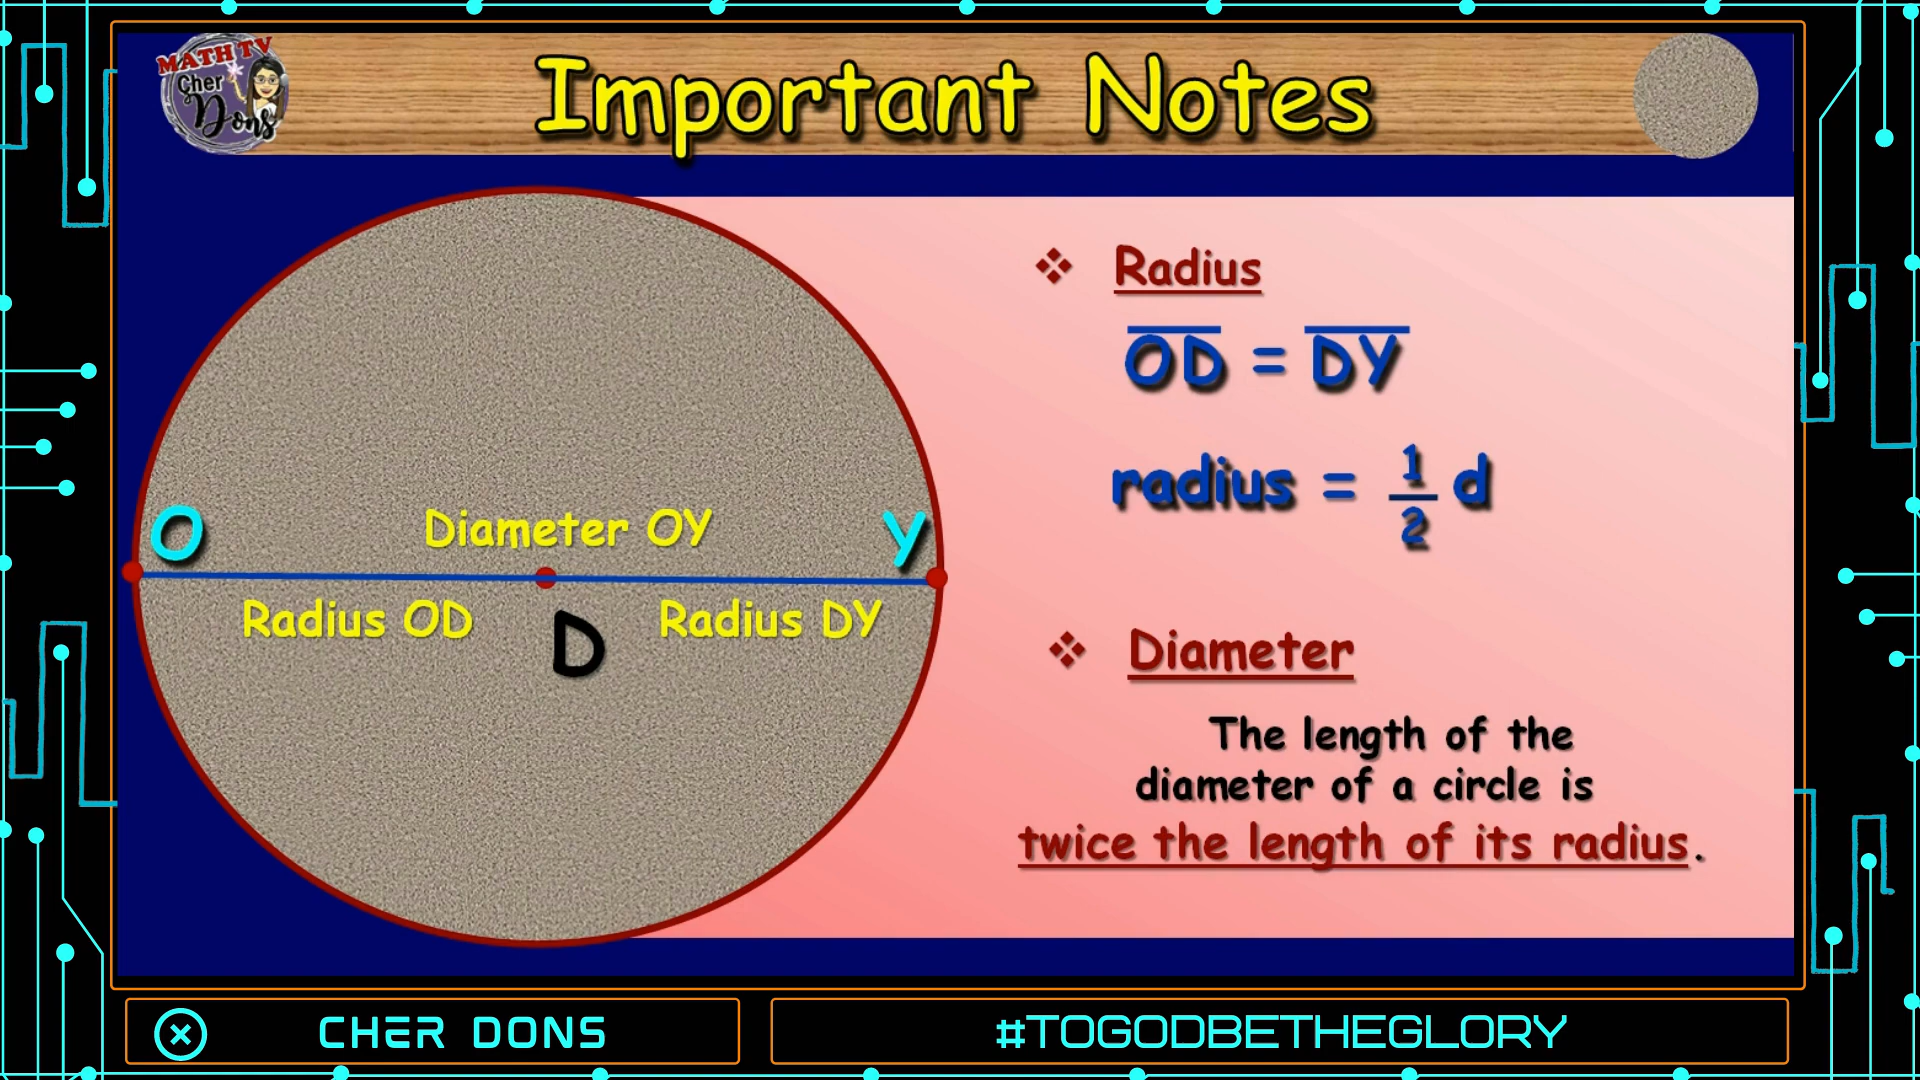 MATH TV
Cher
Dons
Important Notes
O
Diameter OY
Y
Radius OD
D
Radius DY
❖ Radius
OD = DY
radius = 1/2 d
❖ Diameter
The length of the
diameter of a circle is
twice the length of its radius.
CHER DONS
#TOGODBETHEGLORY